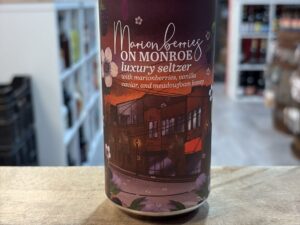 Marionberries
ON MONROE
luxury seltzer
with marionberries, vanilla
caviar, and meadowfoam honey